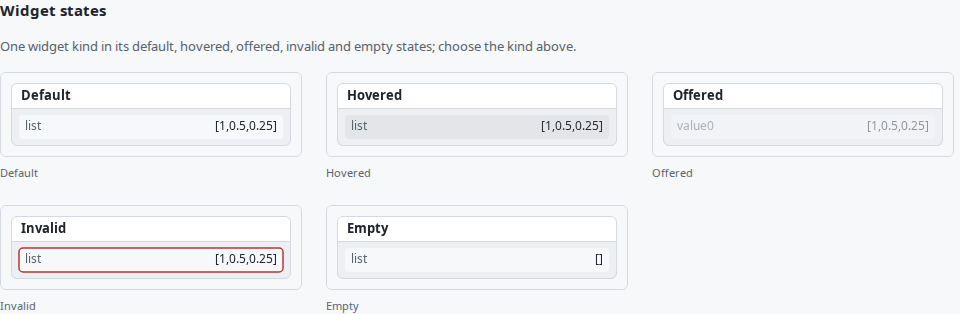 Widget states
One widget kind in its default, hovered, offered, invalid and empty states; choose the kind above.
Default
list [1,0.5,0.25]
Default
Hovered
list [1,0.5,0.25]
Hovered
Offered
value0 [1,0.5,0.25]
Offered
Invalid
list [1,0.5,0.25]
Invalid
Empty
list []
Empty